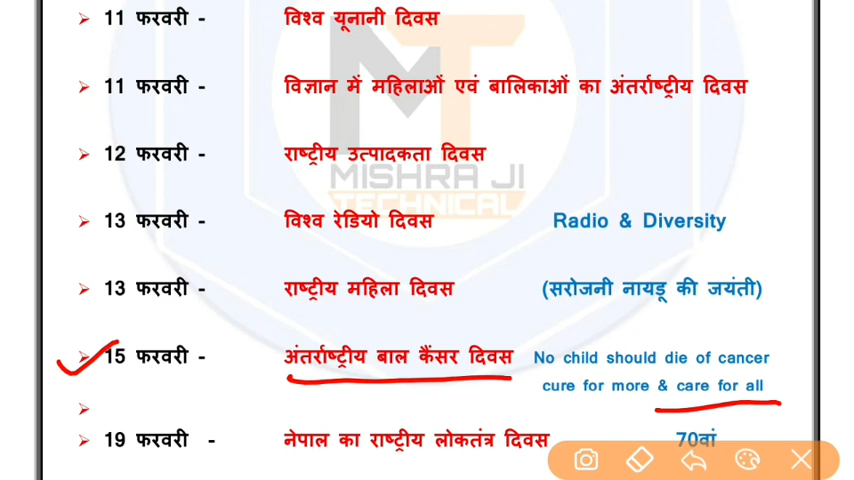 ➢ 11 फरवरी - विश्व यूनानी दिवस
➢ 11 फरवरी - विज्ञान में महिलाओं एवं बालिकाओं का अंतर्राष्ट्रीय दिवस
➢ 12 फरवरी - राष्ट्रीय उत्पादकता दिवस
MISHRA JI
TECHNICAL
➢ 13 फरवरी - विश्व रेडियो दिवस Radio & Diversity
➢ 13 फरवरी - राष्ट्रीय महिला दिवस (सरोजनी नायडू की जयंती)
➢ 15 फरवरी - अंतर्राष्ट्रीय बाल कैंसर दिवस No child should die of cancer
cure for more & care for all
➢
➢ 19 फरवरी - नेपाल का राष्ट्रीय लोकतंत्र दिवस 70वां